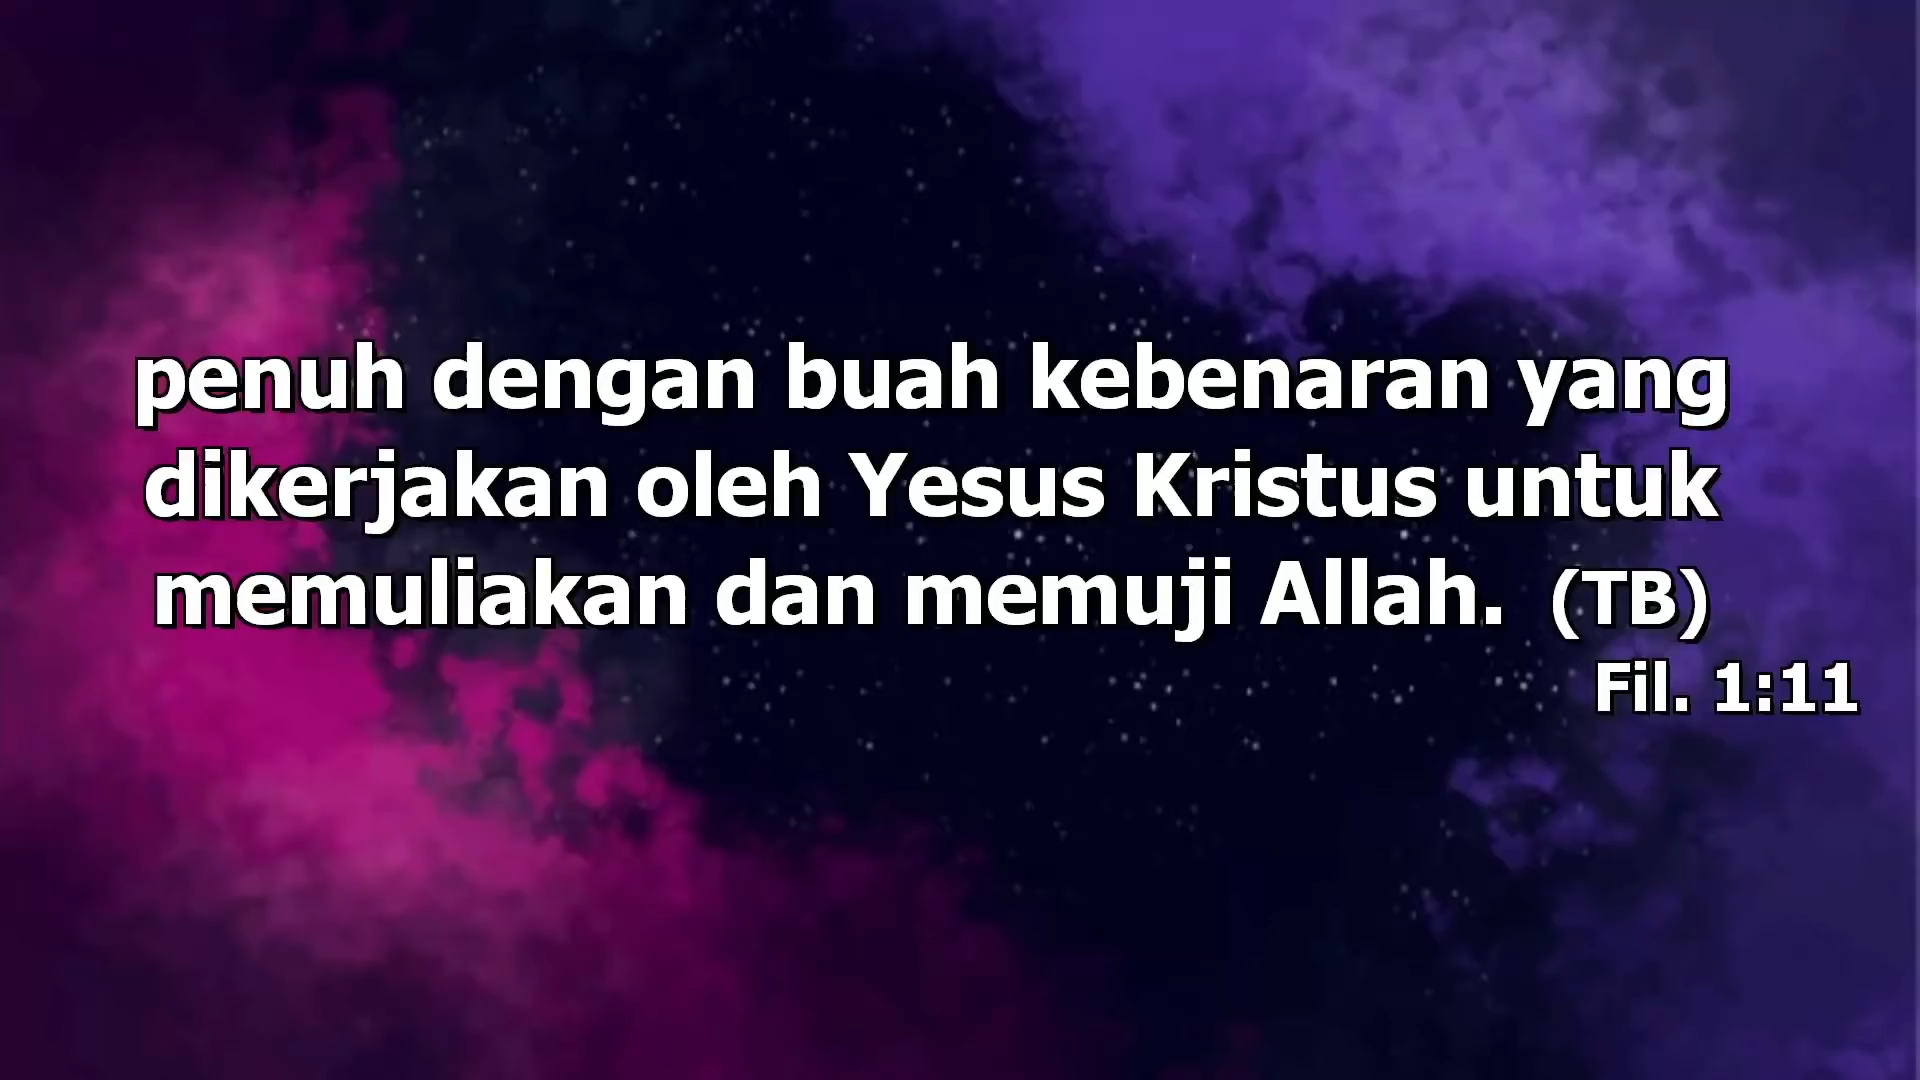 penuh dengan buah kebenaran yang
dikerjakan oleh Yesus Kristus untuk
memuliakan dan memuji Allah. (TB)
Fil. 1:11